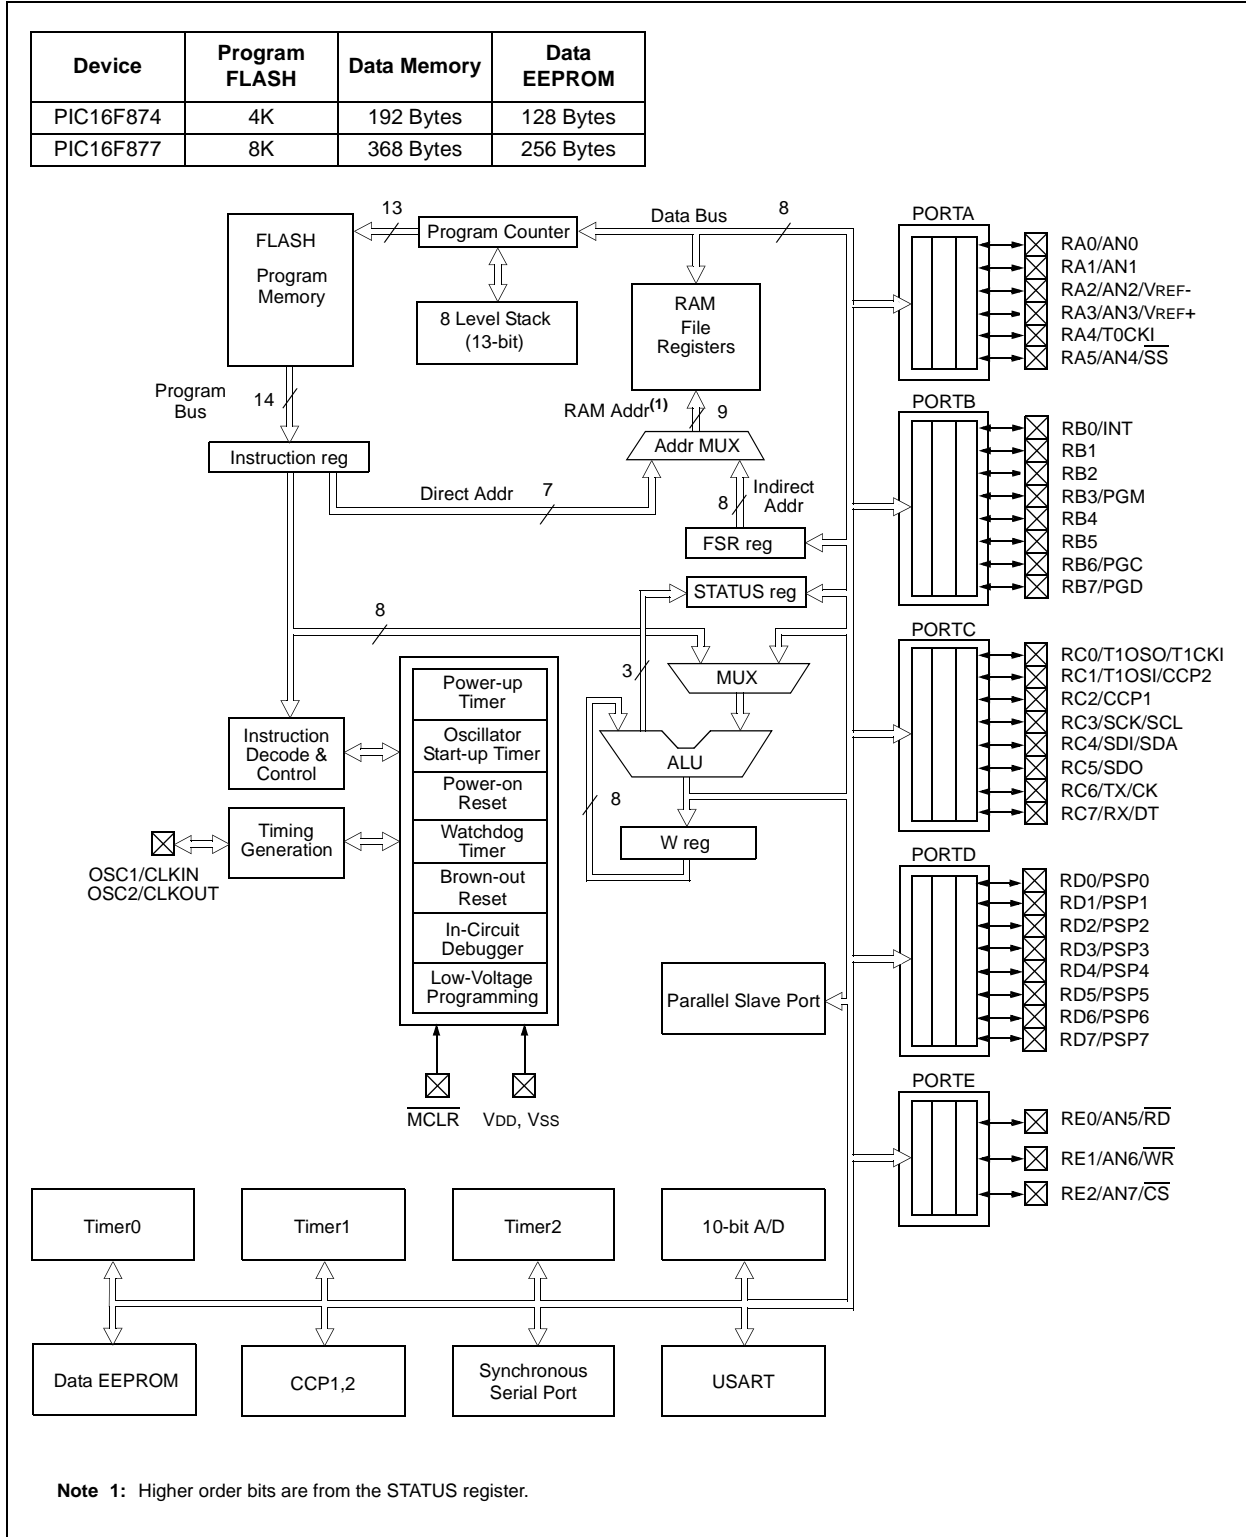 Device Program FLASH Data Memory Data EEPROM
PIC16F874 4K 192 Bytes 128 Bytes
PIC16F877 8K 368 Bytes 256 Bytes
FLASH
Program
Memory
13
Program Counter
8 Level Stack
(13-bit)
Data Bus
8
RAM
File
Registers
RAM Addr(1)
9
Addr MUX
Program
Bus
14
Instruction reg
Direct Addr
7
8
Indirect
Addr
FSR reg
STATUS reg
8
3
MUX
ALU
8
W reg
Power-up
Timer
Oscillator
Start-up Timer
Power-on
Reset
Watchdog
Timer
Brown-out
Reset
In-Circuit
Debugger
Low-Voltage
Programming
Instruction
Decode &
Control
Timing
Generation
OSC1/CLKIN
OSC2/CLKOUT
M̅C̅L̅R̅
VDD, VSS
Parallel Slave Port
PORTA
RA0/AN0
RA1/AN1
RA2/AN2/VREF-
RA3/AN3/VREF+
RA4/T0CKI
RA5/AN4/S̅S̅
PORTB
RB0/INT
RB1
RB2
RB3/PGM
RB4
RB5
RB6/PGC
RB7/PGD
PORTC
RC0/T1OSO/T1CKI
RC1/T1OSI/CCP2
RC2/CCP1
RC3/SCK/SCL
RC4/SDI/SDA
RC5/SDO
RC6/TX/CK
RC7/RX/DT
PORTD
RD0/PSP0
RD1/PSP1
RD2/PSP2
RD3/PSP3
RD4/PSP4
RD5/PSP5
RD6/PSP6
RD7/PSP7
PORTE
RE0/AN5/R̅D̅
RE1/AN6/W̅R̅
RE2/AN7/C̅S̅
Timer0
Timer1
Timer2
10-bit A/D
Data EEPROM
CCP1,2
Synchronous
Serial Port
USART
Note 1: Higher order bits are from the STATUS register.